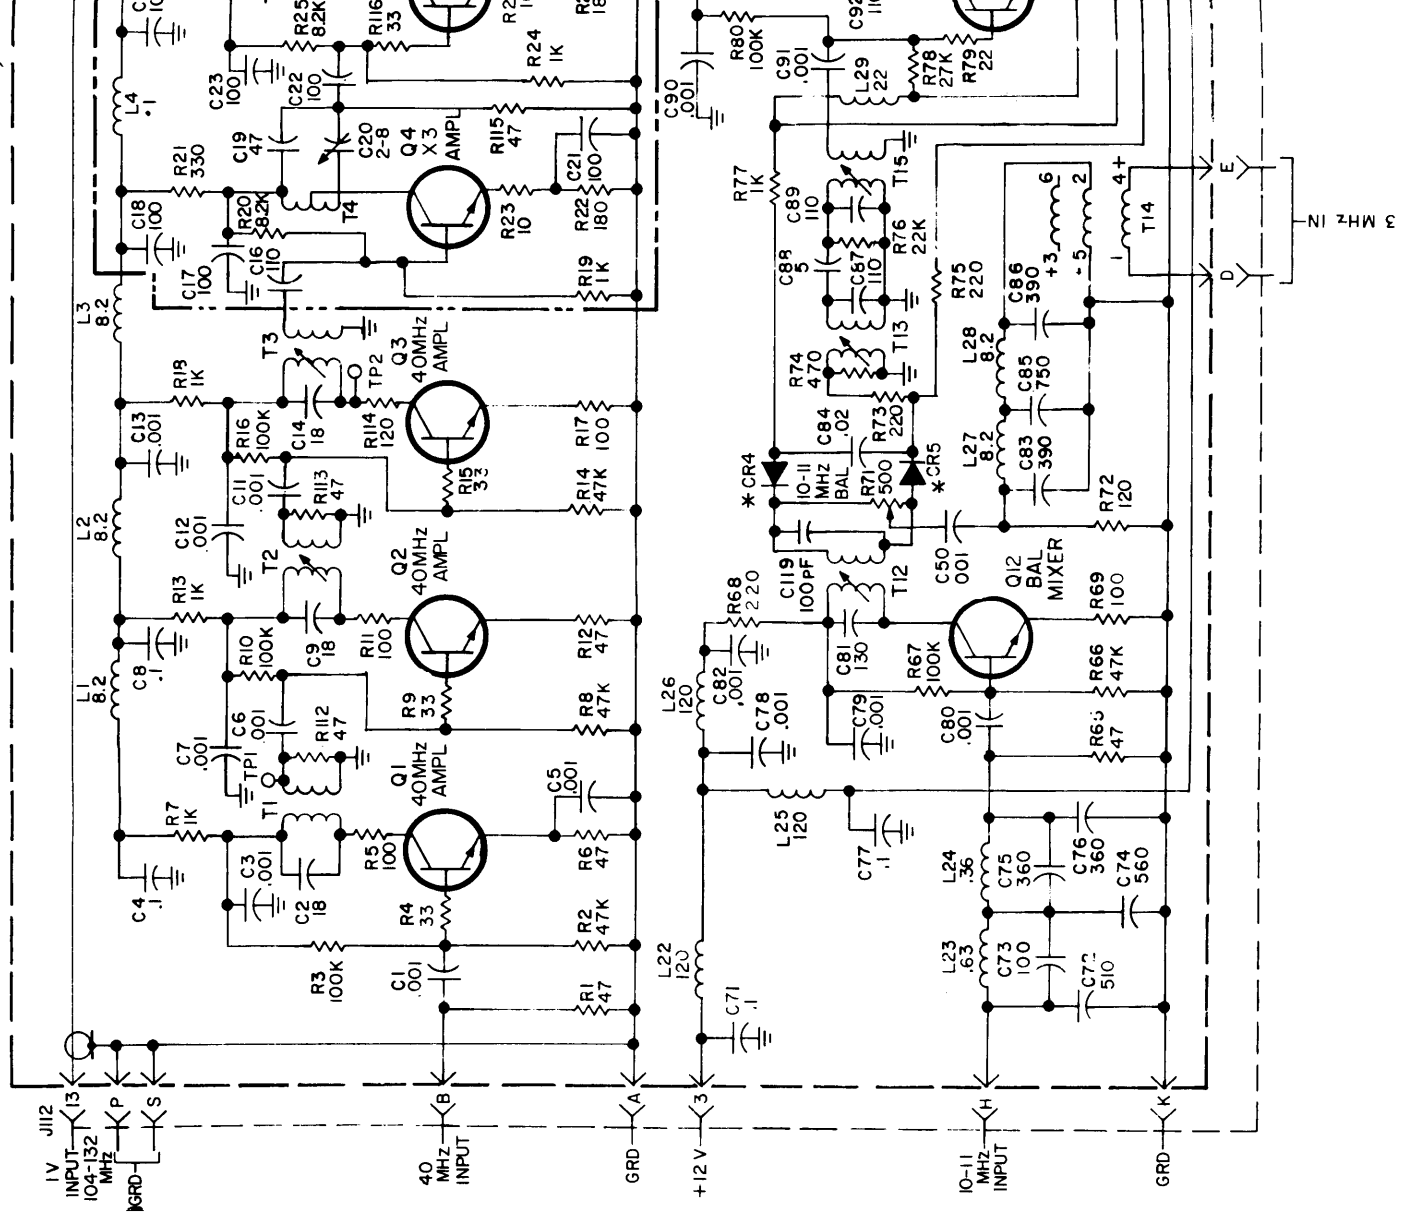 R25
82K
R116
33
R24
1K
C23
100
C22
100
L4
.1
R21
330
C19
47
C20
2-8
Q4
X3
AMPL
R115
47
C21
100
C18
100
R20
82K
T4
R23
10
R22
180
C17
100
C16
110
R19
1K
L3
8.2
T3
R18
1K
TP2
Q3
40MHz
AMPL
C13
.001
R16
100K
C14
18
R114
120
R17
100
C11
.001
R113
47
R15
R14
47K
L2
8.2
C12
001
T2
Q2
40MHz
AMPL
R13
1K
C8
.1
R10
100K
C9
18
R11
100
R12
47
L1
8.2
C7
.001
C6
.001
R112
47
R9
33
R8
47K
TP1
T1
Q1
40MHz
AMPL
C5
.001
R7
1K
R5
100
R6
47
C4
.1
C3
.001
C2
18
R4
33
R2
47K
R3
100K
C1
.001
R1
47
R80
100K
C90
.001
C91
.001
L29
22
R78
27K
R79
22
R77
1K
C89
110
T15
R76
22K
C88
5
C87
110
R75
220
T13
R74
470
R73
220
C84
.02
*CR4
10-11
MHz
BAL
R71
500
CR5
*
C119
100PF
T12
C50
001
Q12
BAL
MIXER
R72
120
6
2
4+
+3
-5
1
T14
C86
390
L28
8.2
C85
750
L27
8.2
C83
390
E
D
3 MHz IN
R68
220
C82
.001
L26
120
C78
.001
C81
130
R67
100K
R69
100
R66
47K
C79
.001
C80
.001
47
L25
120
C77
.1
L24
.36
C75
360
C76
360
C74
560
L22
120
L23
.63
C73
100
510
C71
.1
J112
13
P
S
B
A
3
H
K
1V
INPUT
104-132
MHz
GRD
40
MHz
INPUT
GRD
+12V
10-11
MHz
INPUT
GRD